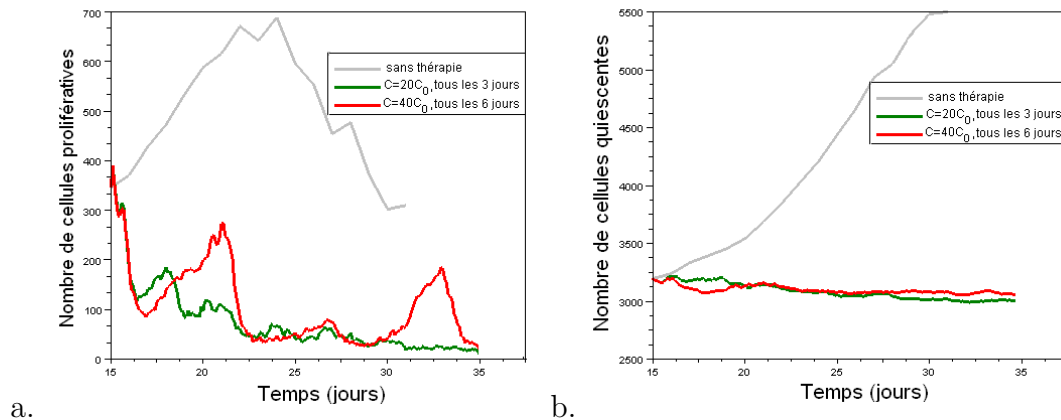 700
600
500
400
300
200
100
0
15
20
25
30
35
Nombre de cellules prolifératives
Temps (jours)
sans thérapie
C=20C0,tous les 3 jours
C=40C0,tous les 6 jours
a.
5500
5000
4500
4000
3500
3000
2500
15
20
25
30
35
Nombre de cellules quiescentes
Temps (jours)
sans thérapie
C=20C0,tous les 3 jours
C=40C0,tous les 6 jours
b.